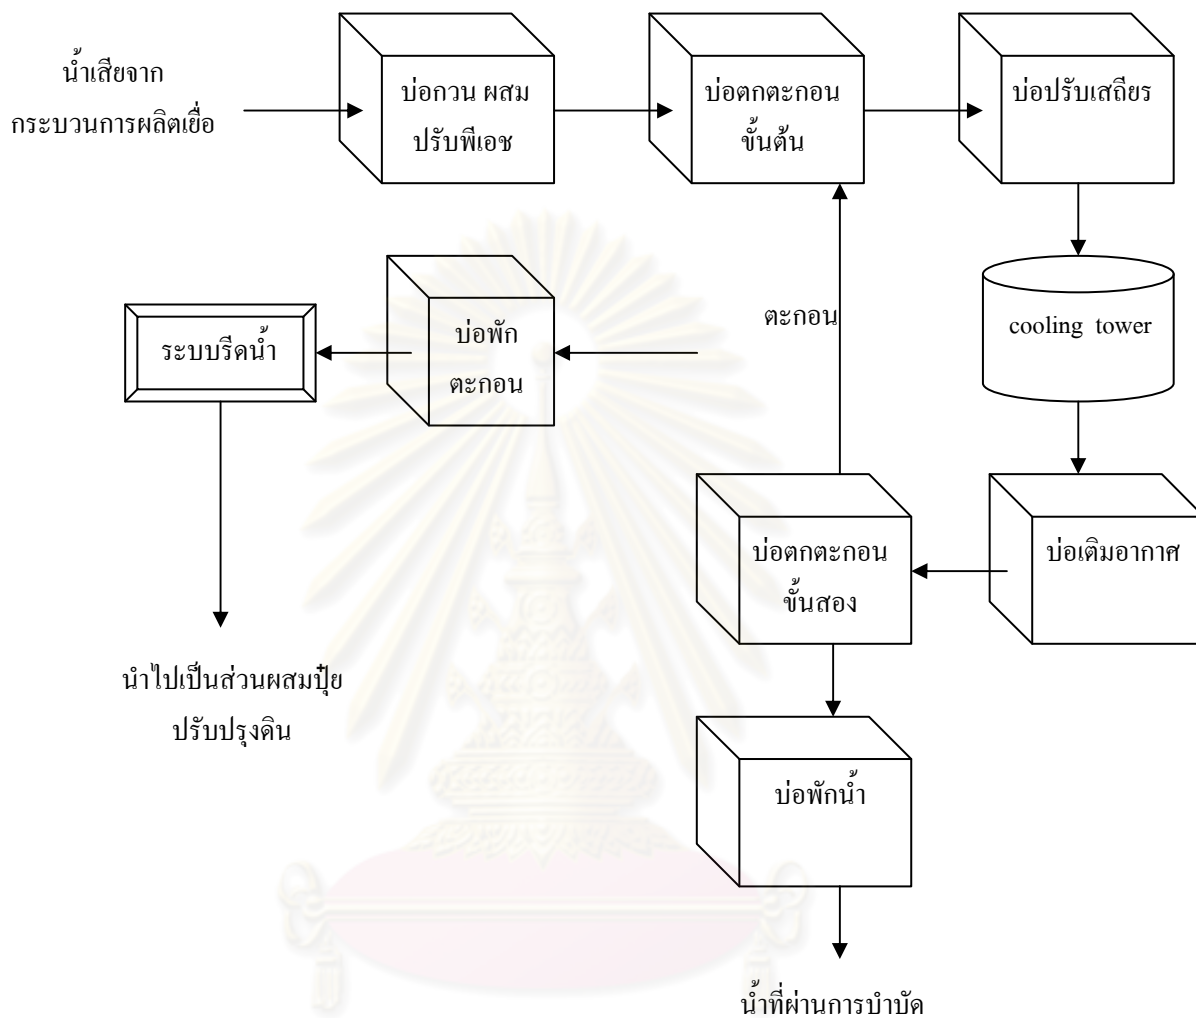 น้ำเสียจาก
กระบวนการผลิตเยื่อ
บ่อกวน ผสม
ปรับพีเอช
บ่อตกตะกอน
ขั้นต้น
บ่อปรับเสถียร
cooling tower
ตะกอน
บ่อพัก
ตะกอน
ระบบรีดน้ำ
บ่อเติมอากาศ
บ่อตกตะกอน
ขั้นสอง
นำไปเป็นส่วนผสมปุ๋ย
ปรับปรุงดิน
บ่อพักน้ำ
น้ำที่ผ่านการบำบัด